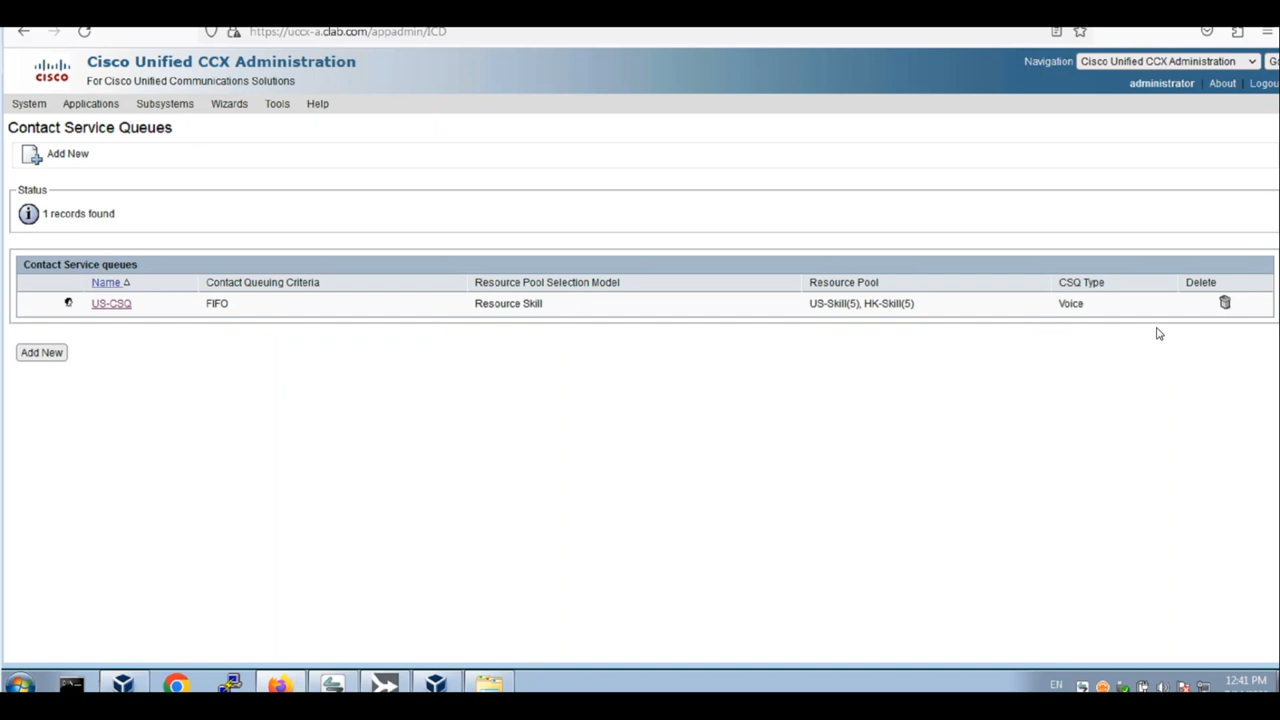 https://uccx-a.clab.com/appadmin/ICD
CISCO
Cisco Unified CCX Administration
For Cisco Unified Communications Solutions
Navigation Cisco Unified CCX Administration
administrator | About | Logou
System Applications Subsystems Wizards Tools Help
Contact Service Queues
Add New
Status
1 records found
Contact Service queues
Name Contact Queuing Criteria Resource Pool Selection Model Resource Pool CSQ Type Delete
US-CSQ FIFO Resource Skill US-Skill(5), HK-Skill(5) Voice
Add New
EN 12:41 PM